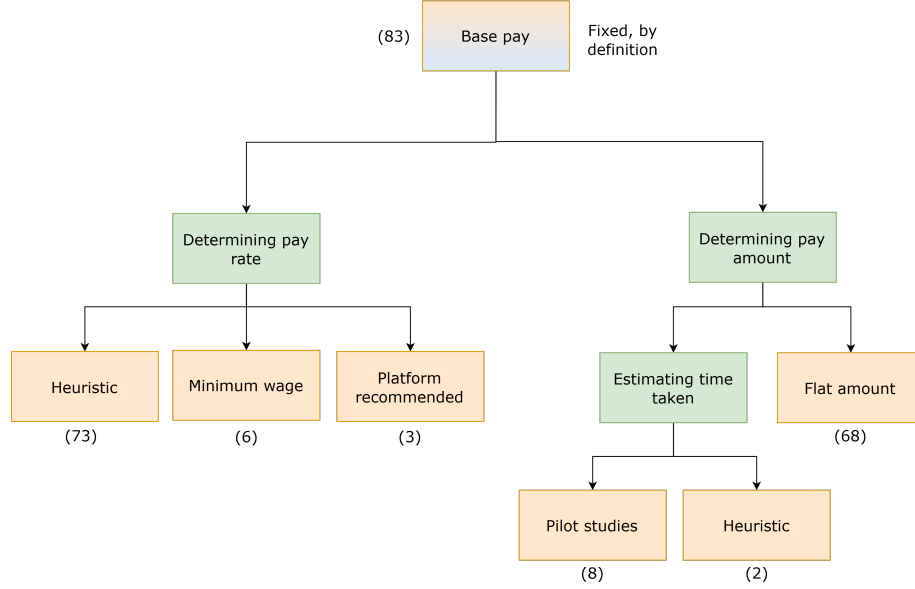 (83)
Base pay
Fixed, by
definition
Determining pay
rate
Determining pay
amount
Heuristic
Minimum wage
Platform
recommended
Estimating time
taken
Flat amount
(73)
(6)
(3)
(68)
Pilot studies
Heuristic
(8)
(2)